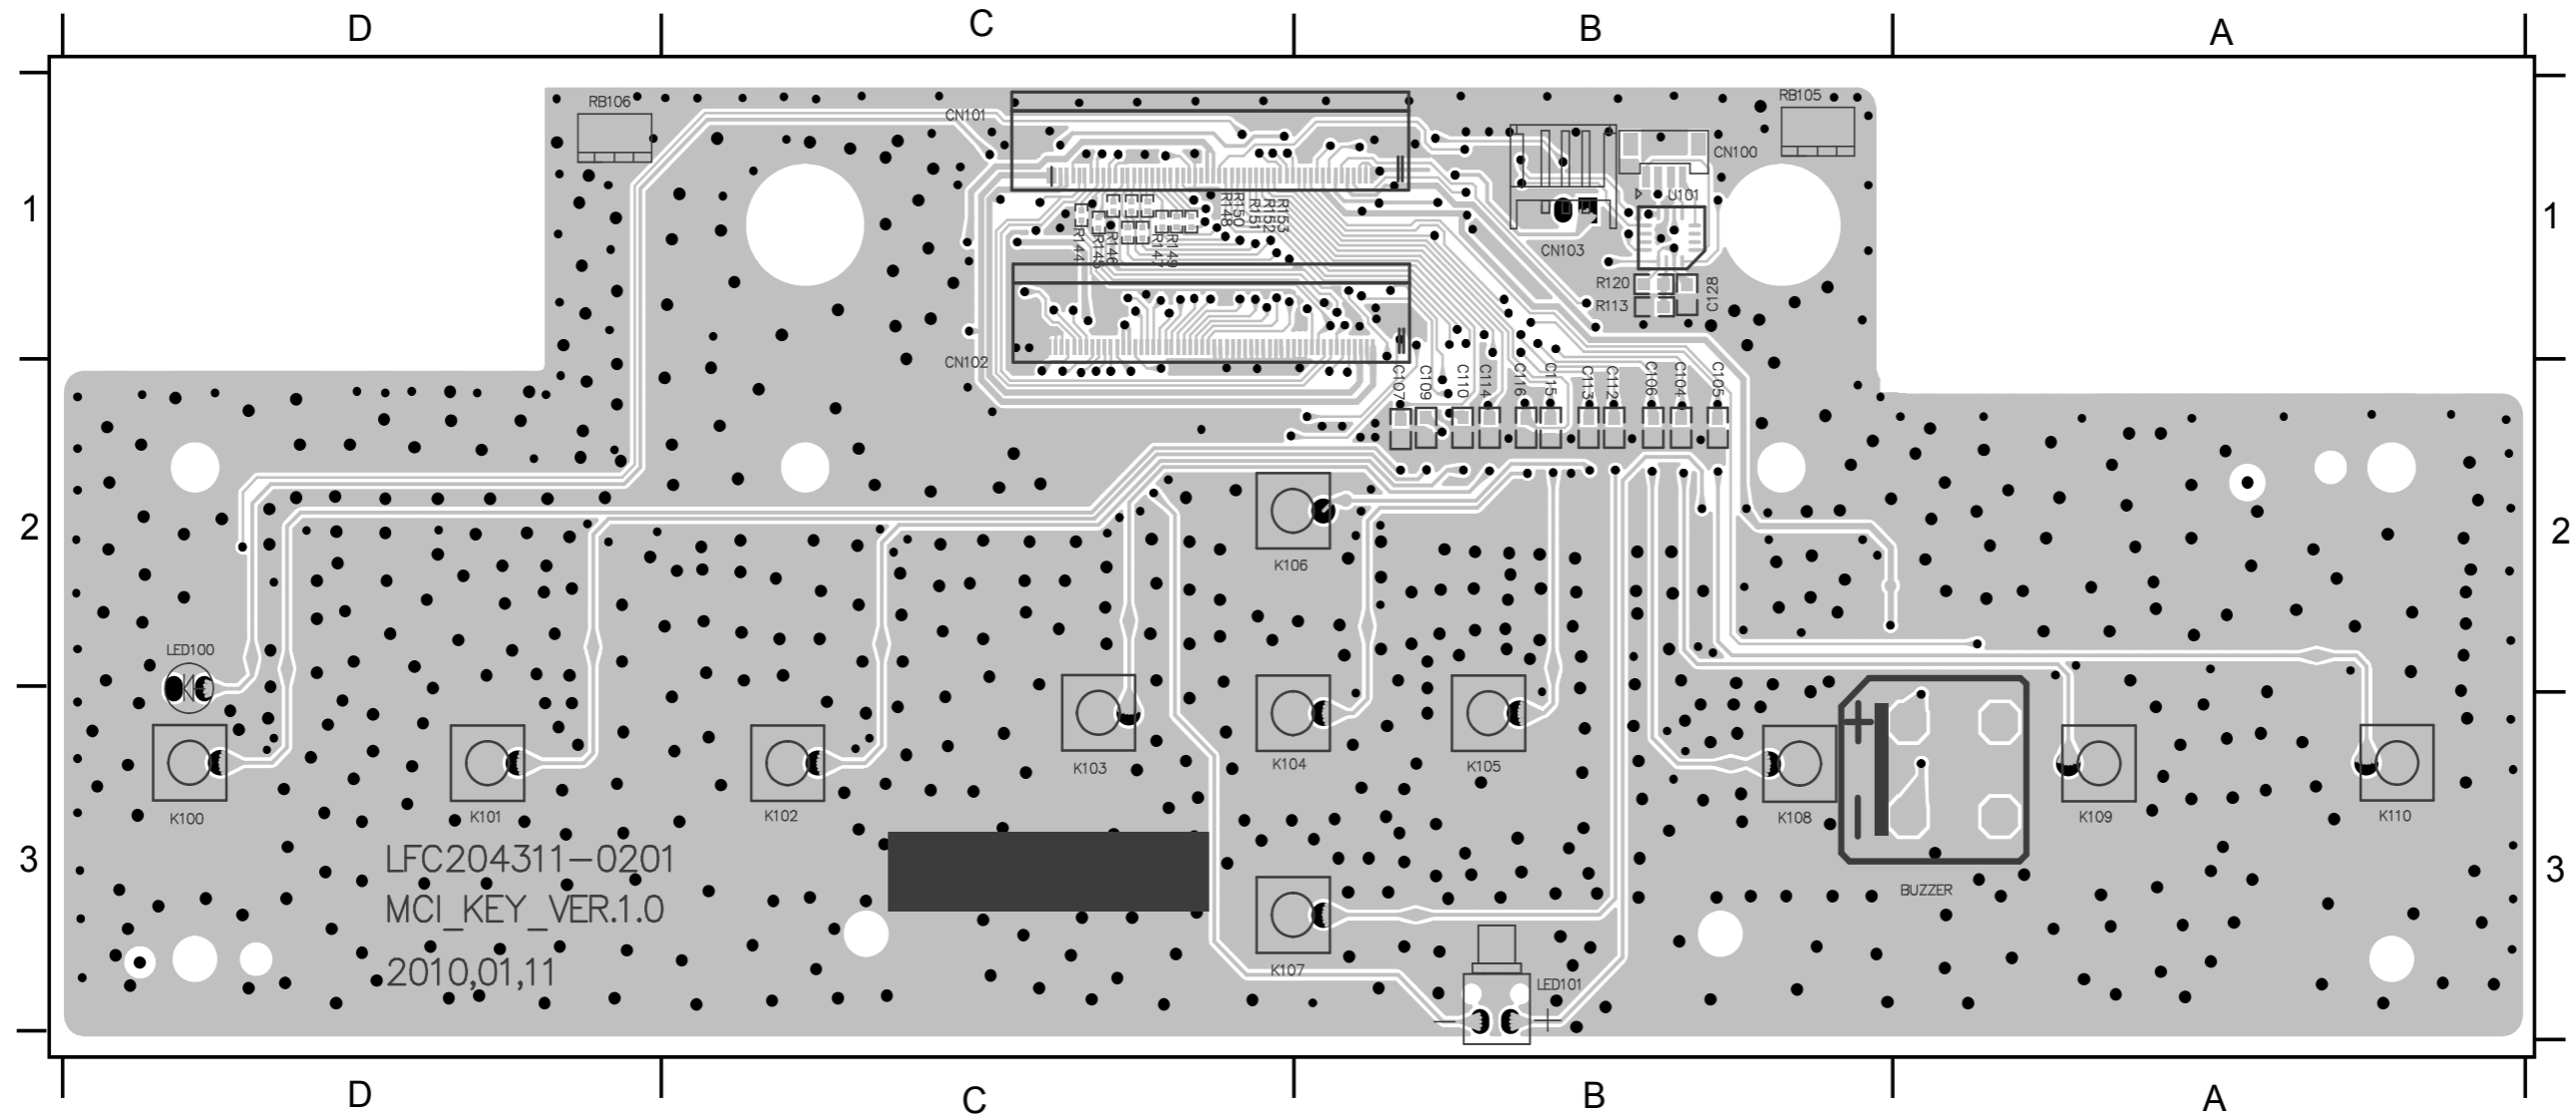 D C B A
RB106
RB105
CN101
CN100
U101
1 1
R148
R150
R151
R152
R153
R144
R145
R146
R147
R149
CN103
R120
R113
C128
CN102
C107
C109
C110
C114
C116
C115
C113
C112
C106
C104
C105
2 2
K106
LED100
K103 K104 K105
K100 K101 K102 K108 K109 K110
+
−
LFC204311-0201
3 3
MCI_KEY_VER.1.0
BUZZER
2010,01,11
K107
LED101
− +
D C B A